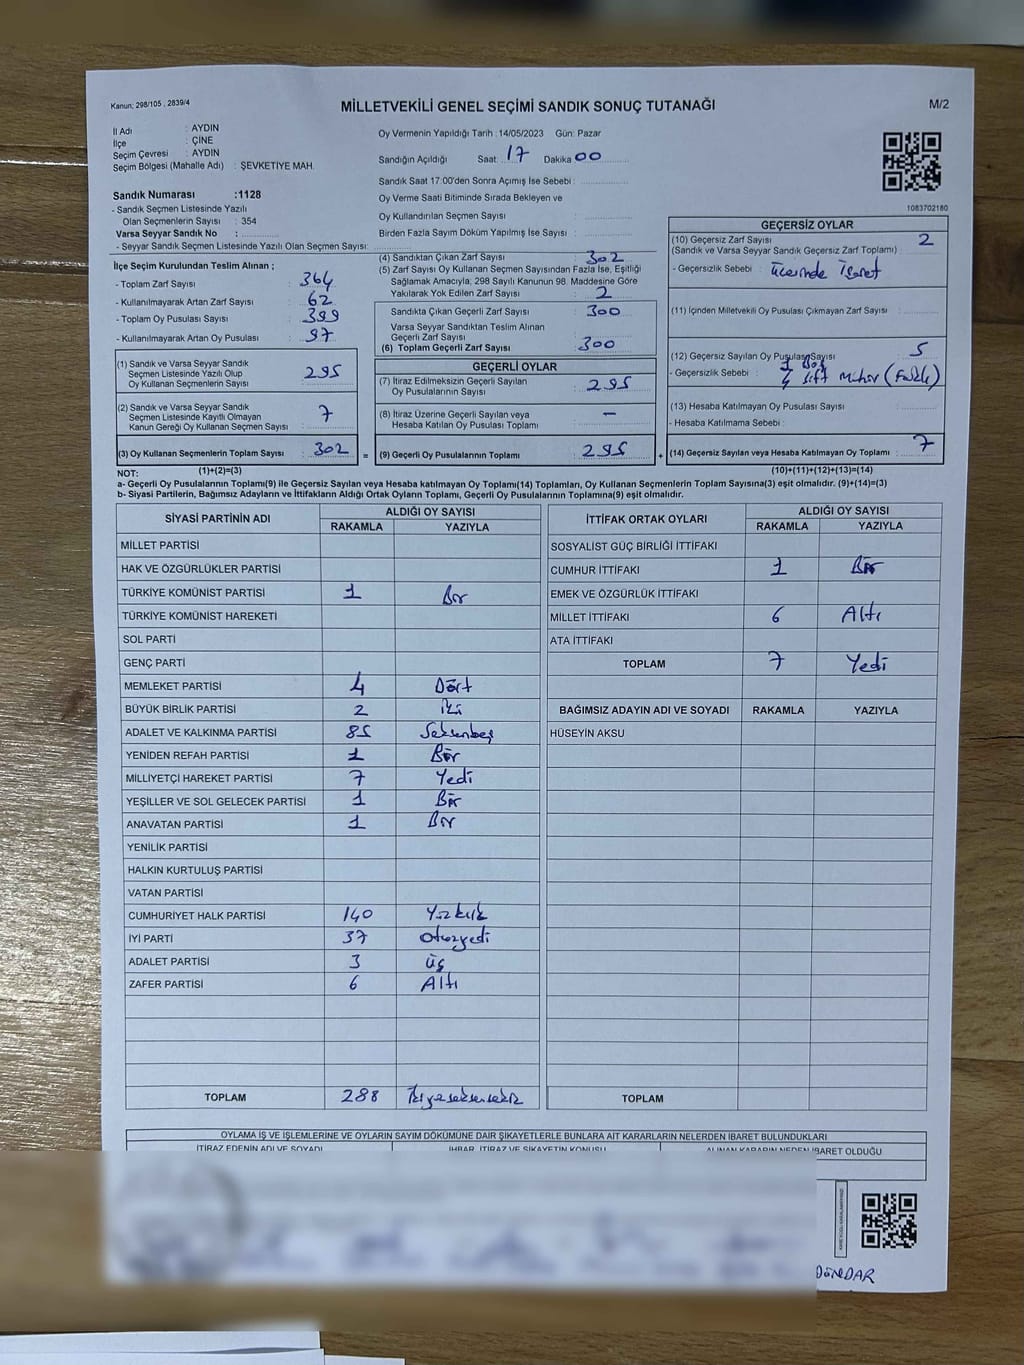 Kanun; 298/105 , 2839/4
MİLLETVEKİLİ GENEL SEÇİMİ SANDIK SONUÇ TUTANAĞI
M/2
İl Adı : AYDIN
İlçe : ÇİNE
Seçim Çevresi : AYDIN
Seçim Bölgesi (Mahalle Adı) : ŞEVKETİYE MAH.
Sandık Numarası :1128
- Sandık Seçmen Listesinde Yazılı
Olan Seçmenlerin Sayısı : 354
Varsa Seyyar Sandık No :
- Seyyar Sandık Seçmen Listesinde Yazılı Olan Seçmen Sayısı:
Oy Vermenin Yapıldığı Tarih :14/05/2023 Gün: Pazar
Sandığın Açıldığı Saat 17 Dakika 00
Sandık Saat 17:00'den Sonra Açımış İse Sebebi :
Oy Verme Saati Bitiminde Sırada Bekleyen ve
Oy Kullandırılan Seçmen Sayısı :
Birden Fazla Sayım Döküm Yapılmış İse Sayısı :
1083702180
İlçe Seçim Kurulundan Teslim Alınan ;
- Toplam Zarf Sayısı : 364
- Kullanılmayarak Artan Zarf Sayısı : 62
- Toplam Oy Pusulası Sayısı : 399
- Kullanılmayarak Artan Oy Pusulası : 97
(4) Sandıktan Çıkan Zarf Sayısı : 302
(5) Zarf Sayısı Oy Kullanan Seçmen Sayısından Fazla İse, Eşitliği
Sağlamak Amacıyla; 298 Sayılı Kanunun 98. Maddesine Göre
Yakılarak Yok Edilen Zarf Sayısı : 2
Sandıkta Çıkan Geçerli Zarf Sayısı : 300
Varsa Seyyar Sandıktan Teslim Alınan
Geçerli Zarf Sayısı :
(6) Toplam Geçerli Zarf Sayısı : 300
GEÇERSİZ OYLAR
(10) Geçersiz Zarf Sayısı 2
(Sandık ve Varsa Seyyar Sandık Geçersiz Zarf Toplamı) :
- Geçersizlik Sebebi : üzerinde İşaret
(11) İçinden Milletvekili Oy Pusulası Çıkmayan Zarf Sayısı :
(12) Geçersiz Sayılan Oy Pusulası Sayısı : 5
1 Boş
- Geçersizlik Sebebi : 4 çift Mühür
(13) Hesaba Katılmayan Oy Pusulası Sayısı :
- Hesaba Katılmama Sebebi :
(14) Geçersiz Sayılan veya Hesaba Katılmayan Oy Toplamı : 7
(1) Sandık ve Varsa Seyyar Sandık
Seçmen Listesinde Yazılı Olup
Oy Kullanan Seçmenlerin Sayısı : 295
(2) Sandık ve Varsa Seyyar Sandık
Seçmen Listesinde Kayıtlı Olmayan
Kanun Gereği Oy Kullanan Seçmen Sayısı : 7
(3) Oy Kullanan Seçmenlerin Toplam Sayısı : 302 =
GEÇERLİ OYLAR
(7) İtiraz Edilmeksizin Geçerli Sayılan
Oy Pusulalarının Sayısı : 295
(8) İtiraz Üzerine Geçerli Sayılan veya
Hesaba Katılan Oy Pusulası Toplamı : –
(9) Geçerli Oy Pusulalarının Toplamı : 295 +
NOT: (1)+(2)=(3) (10)+(11)+(12)+(13)=(14)
a- Geçerli Oy Pusulalarının Toplamı(9) ile Geçersiz Sayılan veya Hesaba katılmayan Oy Toplamı(14) Toplamları, Oy Kullanan Seçmenlerin Toplam Sayısına(3) eşit olmalıdır. (9)+(14)=(3)
b- Siyasi Partilerin, Bağımsız Adayların ve İttifakların Aldığı Ortak Oyların Toplamı, Geçerli Oy Pusulalarının Toplamına(9) eşit olmalıdır.
SİYASİ PARTİNİN ADI ALDIĞI OY SAYISI
RAKAMLA YAZIYLA
MİLLET PARTİSİ
HAK VE ÖZGÜRLÜKLER PARTİSİ
TÜRKİYE KOMÜNİST PARTİSİ 1 Bir
TÜRKİYE KOMÜNİST HAREKETİ
SOL PARTİ
GENÇ PARTİ
MEMLEKET PARTİSİ 4 Dört
BÜYÜK BİRLİK PARTİSİ 2 iki
ADALET VE KALKINMA PARTİSİ 85 Seksenbeş
YENİDEN REFAH PARTİSİ 1 Bir
MİLLİYETÇİ HAREKET PARTİSİ 7 Yedi
YEŞİLLER VE SOL GELECEK PARTİSİ 1 Bir
ANAVATAN PARTİSİ 1 Bir
YENİLİK PARTİSİ
HALKIN KURTULUŞ PARTİSİ
VATAN PARTİSİ
CUMHURİYET HALK PARTİSİ 140 Yüzkırk
İYİ PARTİ 37 otuzyedi
ADALET PARTİSİ 3 üç
ZAFER PARTİSİ 6 Altı
TOPLAM 288 İkiyüzseksensekiz
İTTİFAK ORTAK OYLARI ALDIĞI OY SAYISI
RAKAMLA YAZIYLA
SOSYALİST GÜÇ BİRLİĞİ İTTİFAKI
CUMHUR İTTİFAKI 1 Bir
EMEK VE ÖZGÜRLÜK İTTİFAKI
MİLLET İTTİFAKI 6 Altı
ATA İTTİFAKI
TOPLAM 7 Yedi
BAĞIMSIZ ADAYIN ADI VE SOYADI RAKAMLA YAZIYLA
HÜSEYİN AKSU
TOPLAM
OYLAMA İŞ VE İŞLEMLERİNE VE OYLARIN SAYIM DÖKÜMÜNE DAİR ŞİKAYETLERLE BUNLARA AİT KARARLARIN NELERDEN İBARET BULUNDUKLARI
İTİRAZ EDENİN ADI VE SOYADI İHBAR, İTİRAZ VE ŞİKAYETİN KONUSU ALINAN KARARIN NEDEN İBARET OLDUĞU
DÖNDAR